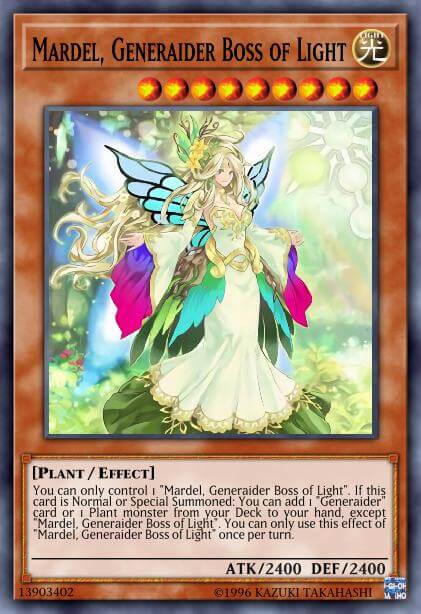 Mardel, Generaider Boss of Light
LIGHT
光
[Plant / Effect]
You can only control 1 "Mardel, Generaider Boss of Light". If this
card is Normal or Special Summoned: You can add 1 "Generaider"
card or 1 Plant monster from your Deck to your hand, except
"Mardel, Generaider Boss of Light". You can only use this effect of
"Mardel, Generaider Boss of Light" once per turn.
ATK/2400 DEF/2400
13903402
©1996 KAZUKI TAKAHASHI